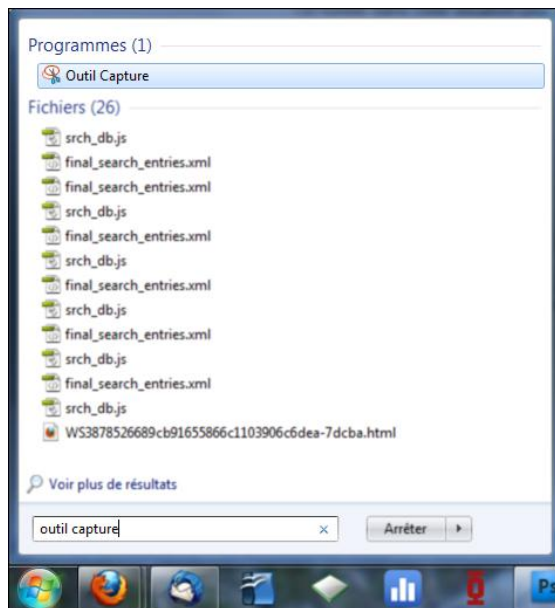 Programmes (1)
Outil Capture
Fichiers (26)
srch_db.js
final_search_entries.xml
final_search_entries.xml
srch_db.js
final_search_entries.xml
srch_db.js
final_search_entries.xml
srch_db.js
final_search_entries.xml
srch_db.js
final_search_entries.xml
srch_db.js
WS3878526689cb91655866c1103906c6dea-7dcba.html
Voir plus de résultats
outil capture
Arrêter
Ps